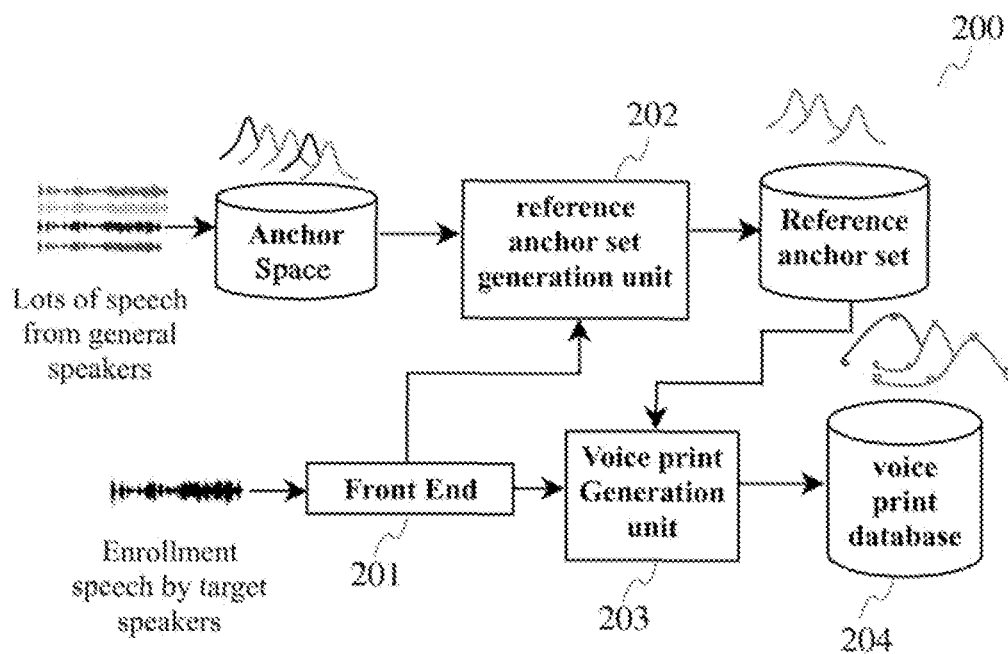 200
202
Anchor
Space
reference
anchor set
generation unit
Reference
anchor set
Lots of speech
from general
speakers
Front End
Voice print
Generation
unit
voice
print
database
Enrollment
speech by target
speakers
201
203
204